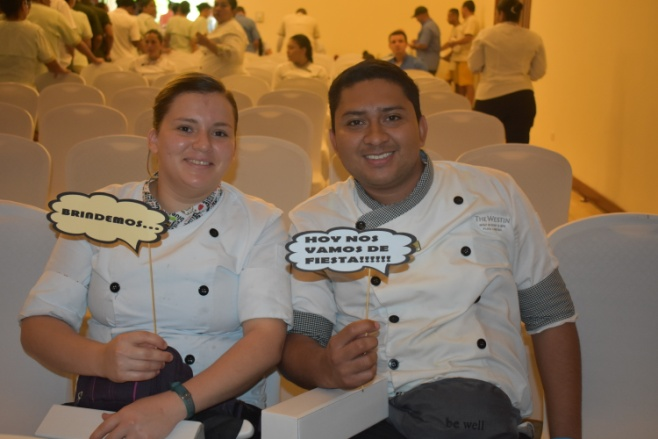 BRINDEMOS...
HOY NOS
VAMOS DE
FIESTA!!!!!!
THE WESTIN
be well